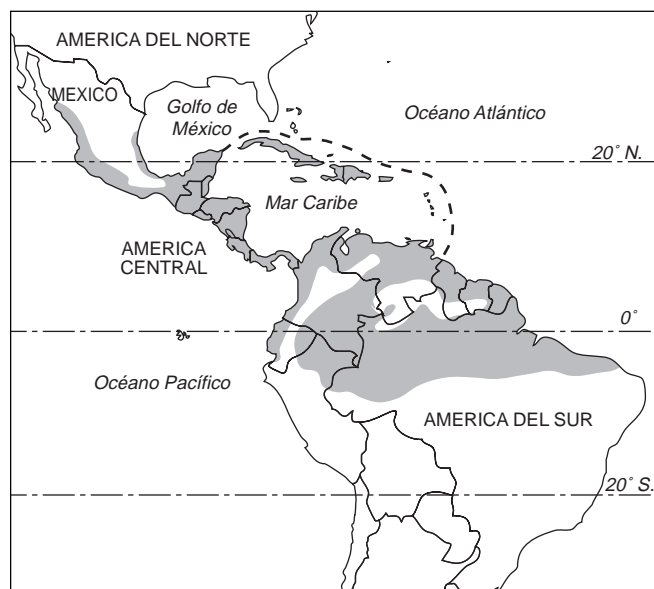 AMERICA DEL NORTE
MEXICO
Golfo de
México
Océano Atlántico
20° N.
Mar Caribe
AMERICA
CENTRAL
0°
Océano Pacífico
AMERICA DEL SUR
20° S.